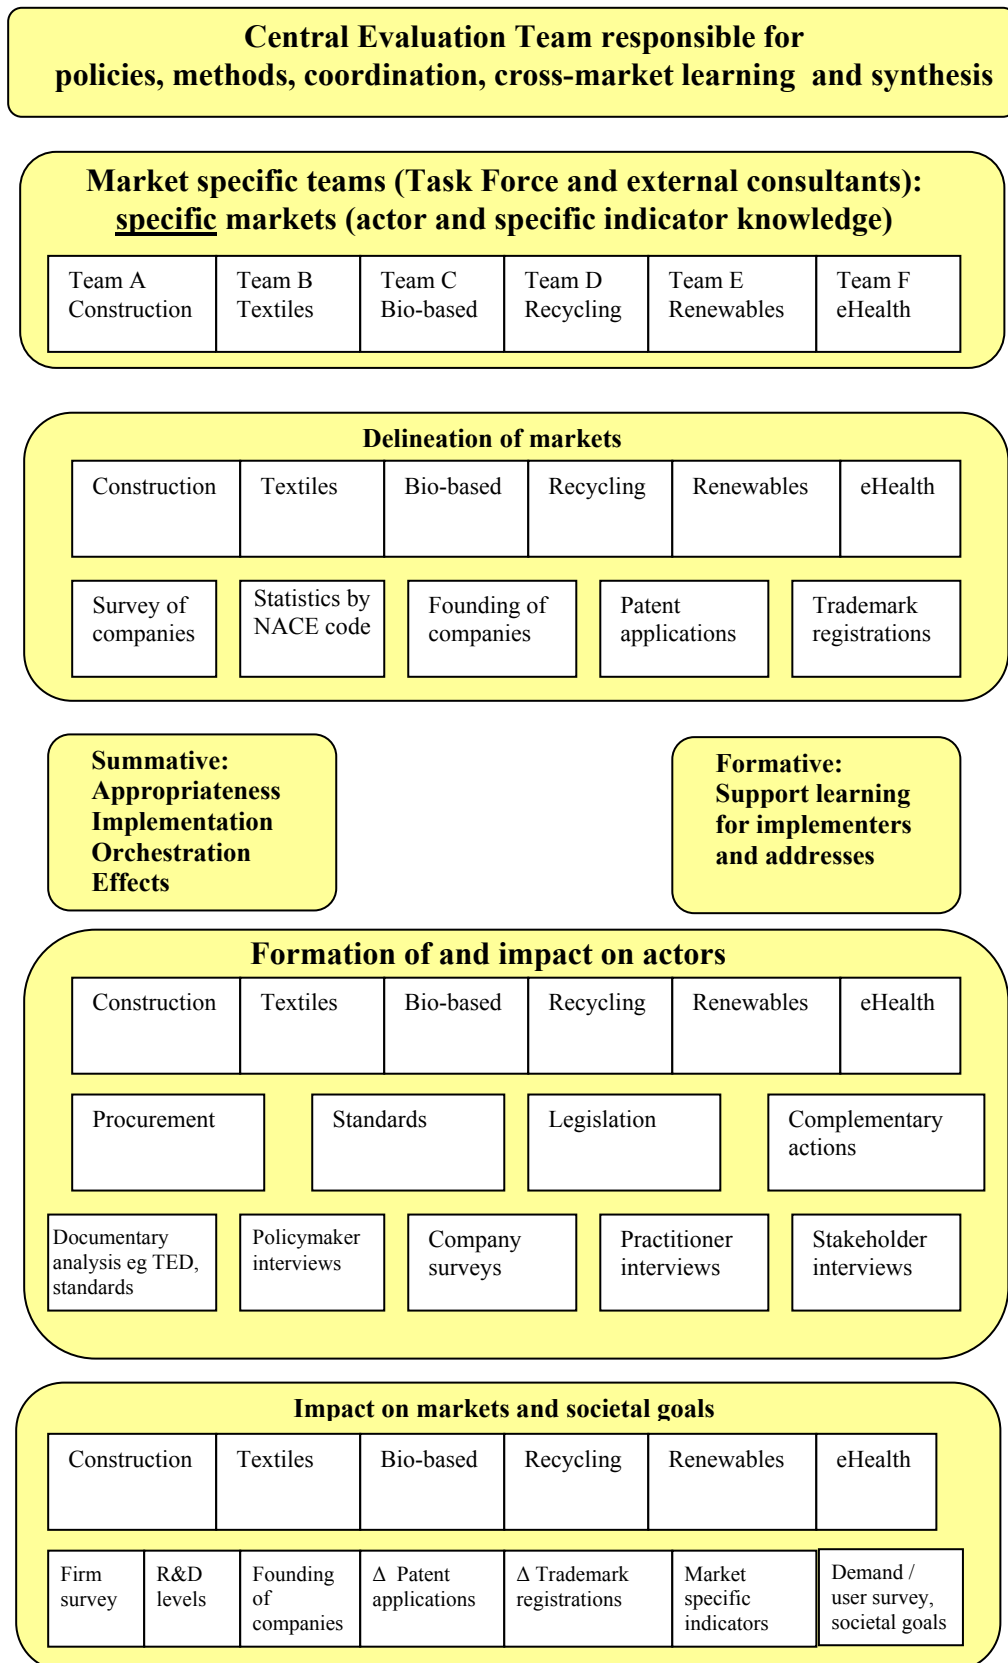 Central Evaluation Team responsible for
policies, methods, coordination, cross-market learning and synthesis
Market specific teams (Task Force and external consultants):
specific markets (actor and specific indicator knowledge)
Team A
Construction
Team B
Textiles
Team C
Bio-based
Team D
Recycling
Team E
Renewables
Team F
eHealth
Delineation of markets
Construction
Textiles
Bio-based
Recycling
Renewables
eHealth
Survey of
companies
Statistics by
NACE code
Founding of
companies
Patent
applications
Trademark
registrations
Summative:
Appropriateness
Implementation
Orchestration
Effects
Formative:
Support learning
for implementers
and addresses
Formation of and impact on actors
Construction
Textiles
Bio-based
Recycling
Renewables
eHealth
Procurement
Standards
Legislation
Complementary
actions
Documentary
analysis eg TED,
standards
Policymaker
interviews
Company
surveys
Practitioner
interviews
Stakeholder
interviews
Impact on markets and societal goals
Construction
Textiles
Bio-based
Recycling
Renewables
eHealth
Firm
survey
R&D
levels
Founding
of
companies
Δ Patent
applications
Δ Trademark
registrations
Market
specific
indicators
Demand /
user survey,
societal goals